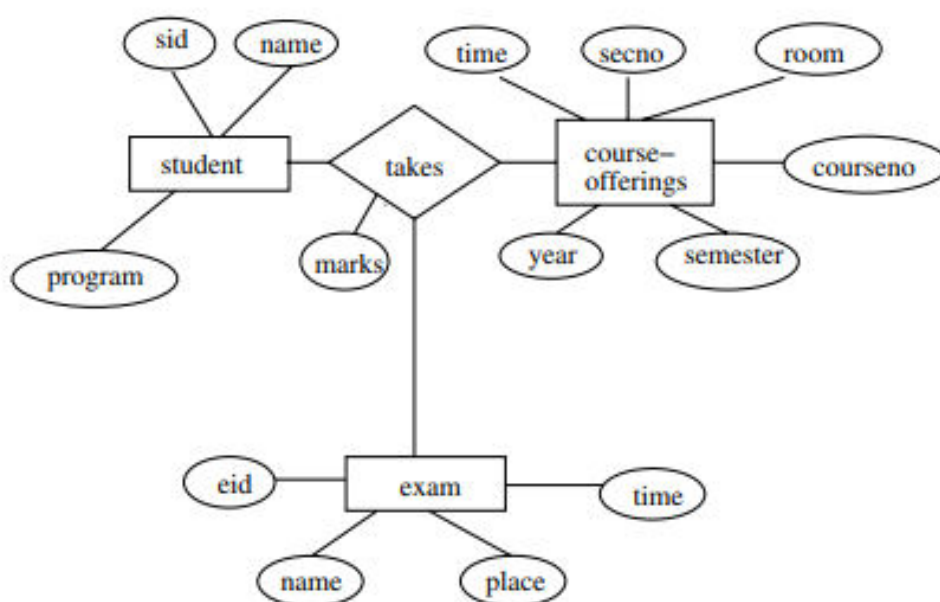 sid
name
time
secno
room
student
takes
course–
offerings
courseno
program
marks
year
semester
eid
exam
time
name
place